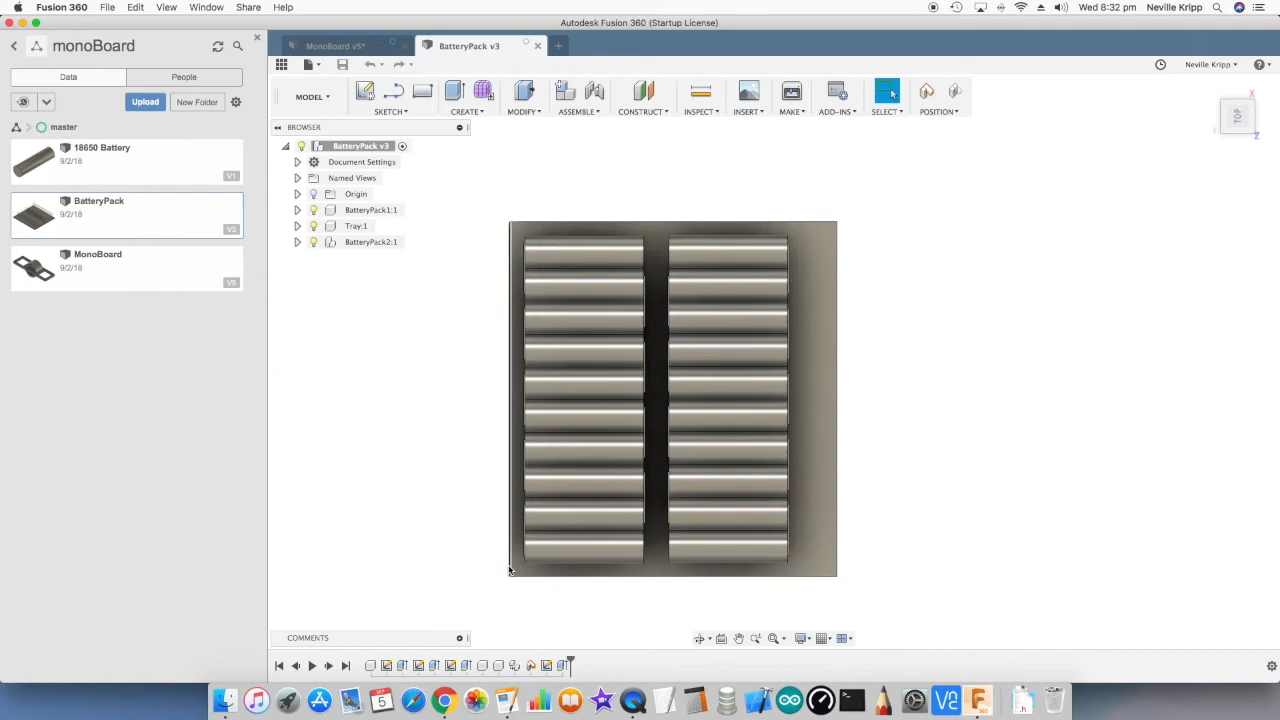 Fusion 360 File Edit View Window Share Help
Wed 8:32 pm Neville Kripp
Autodesk Fusion 360 (Startup License)
monoBoard
MonoBoard v5*
BatteryPack v3
Data People
Neville Kripp
Upload New Folder
MODEL
SKETCH CREATE MODIFY ASSEMBLE CONSTRUCT INSPECT INSERT MAKE ADD-INS SELECT POSITION
master
BROWSER
18650 Battery
9/2/18
V1
BatteryPack
9/2/18
V3
MonoBoard
9/2/18
V5
BatteryPack v3
Document Settings
Named Views
Origin
BatteryPack1:1
Tray:1
BatteryPack2:1
X
TOP
Y
Z
COMMENTS
5